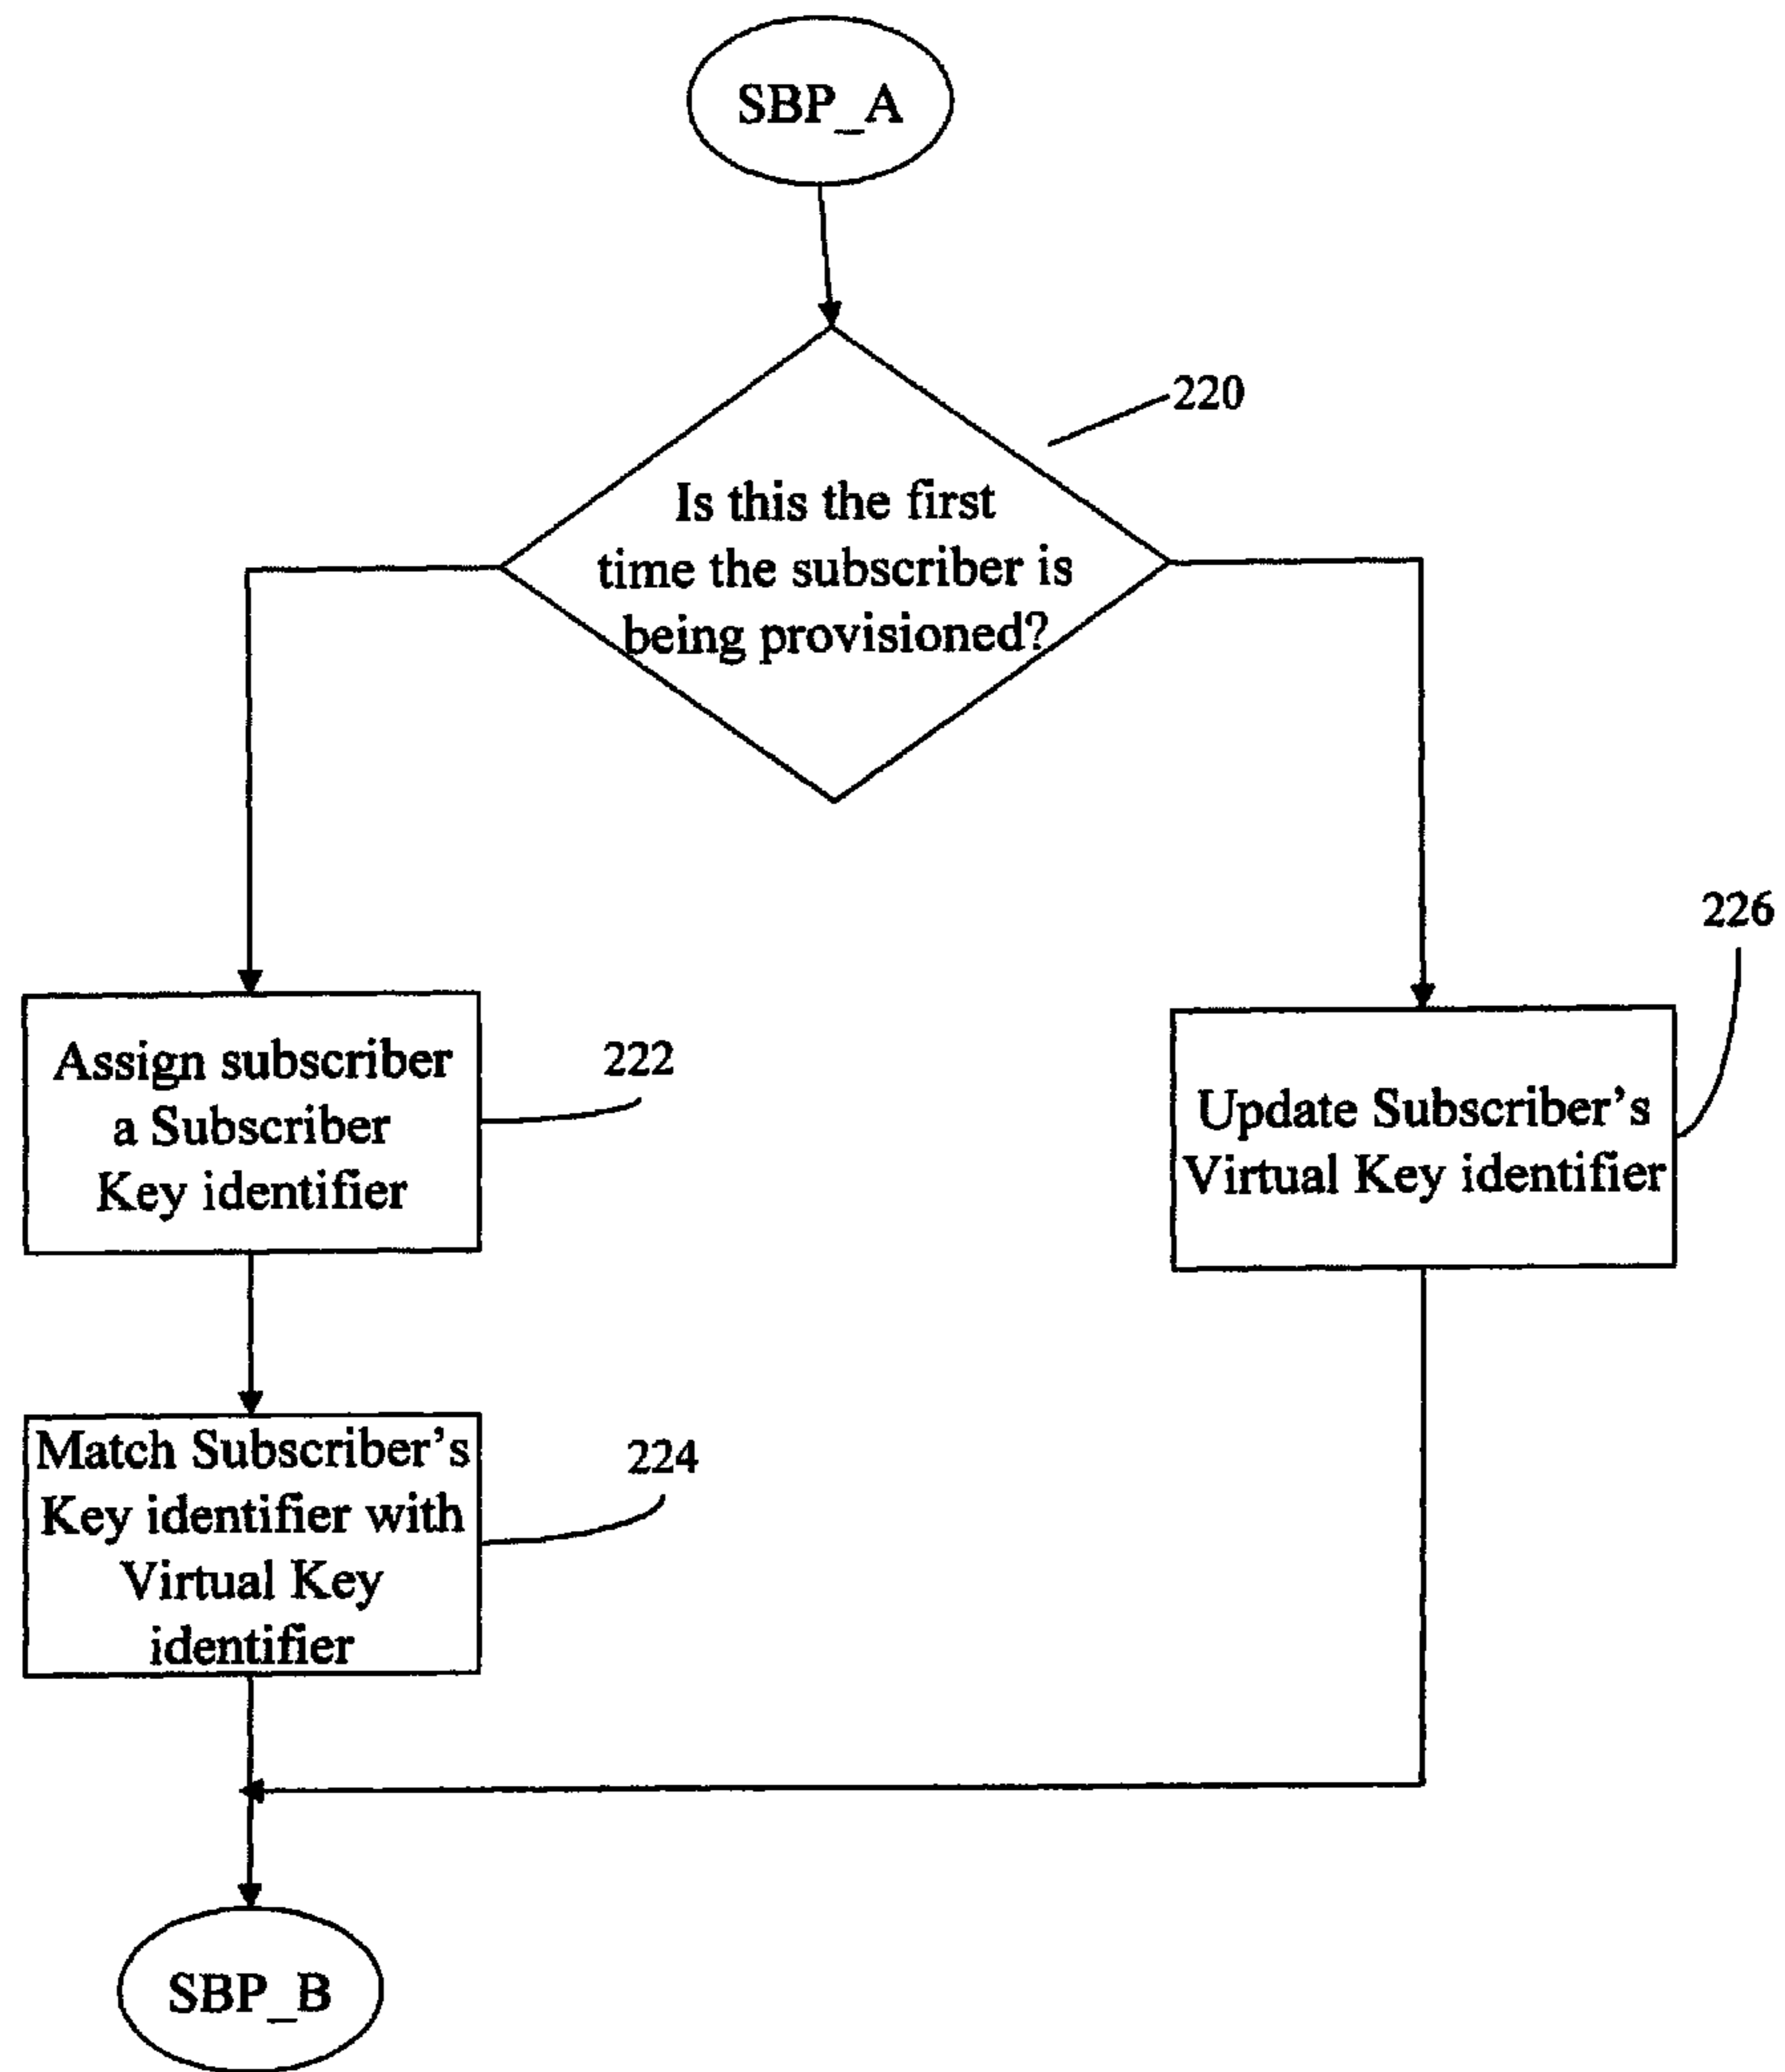 SBP_A
220
Is this the first
time the subscriber is
being provisioned?
226
Assign subscriber
a Subscriber
Key identifier
222
Update Subscriber's
Virtual Key identifier
Match Subscriber's
Key identifier with
Virtual Key
identifier
224
SBP_B